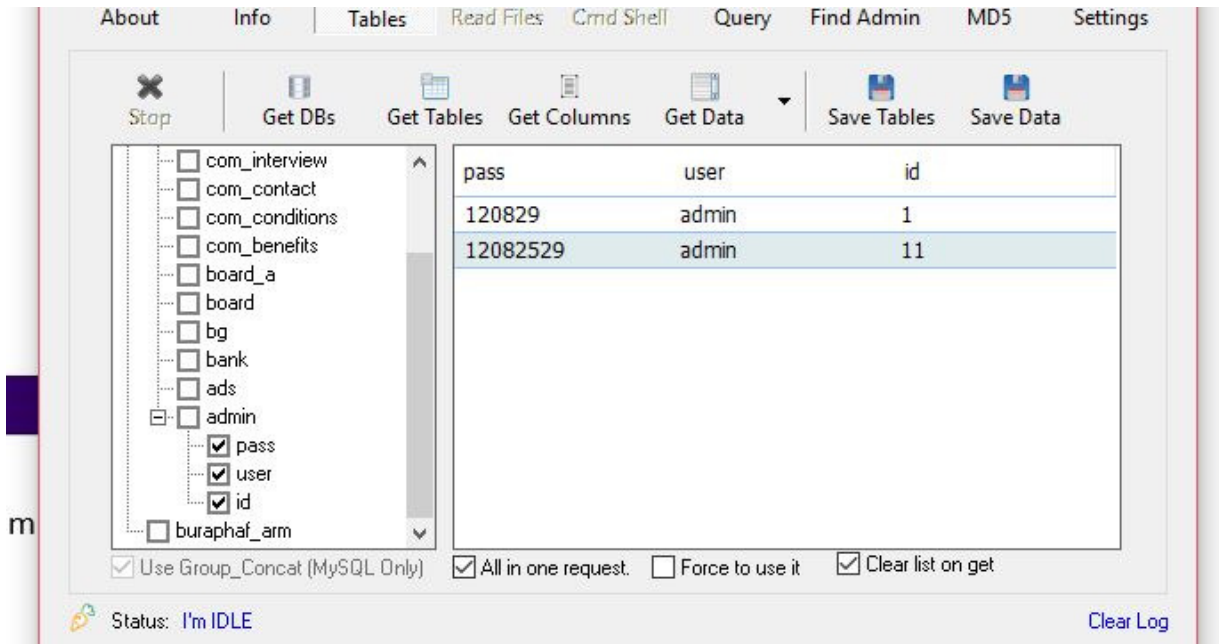 About Info Tables Read Files Cmd Shell Query Find Admin MD5 Settings
Stop Get DBs Get Tables Get Columns Get Data Save Tables Save Data
com_interview
com_contact
com_conditions
com_benefits
board_a
board
bg
bank
ads
admin
pass
user
id
buraphaf_arm
pass user id
120829 admin 1
12082529 admin 11
m
Use Group_Concat (MySQL Only) All in one request. Force to use it Clear list on get
Status: I'm IDLE Clear Log